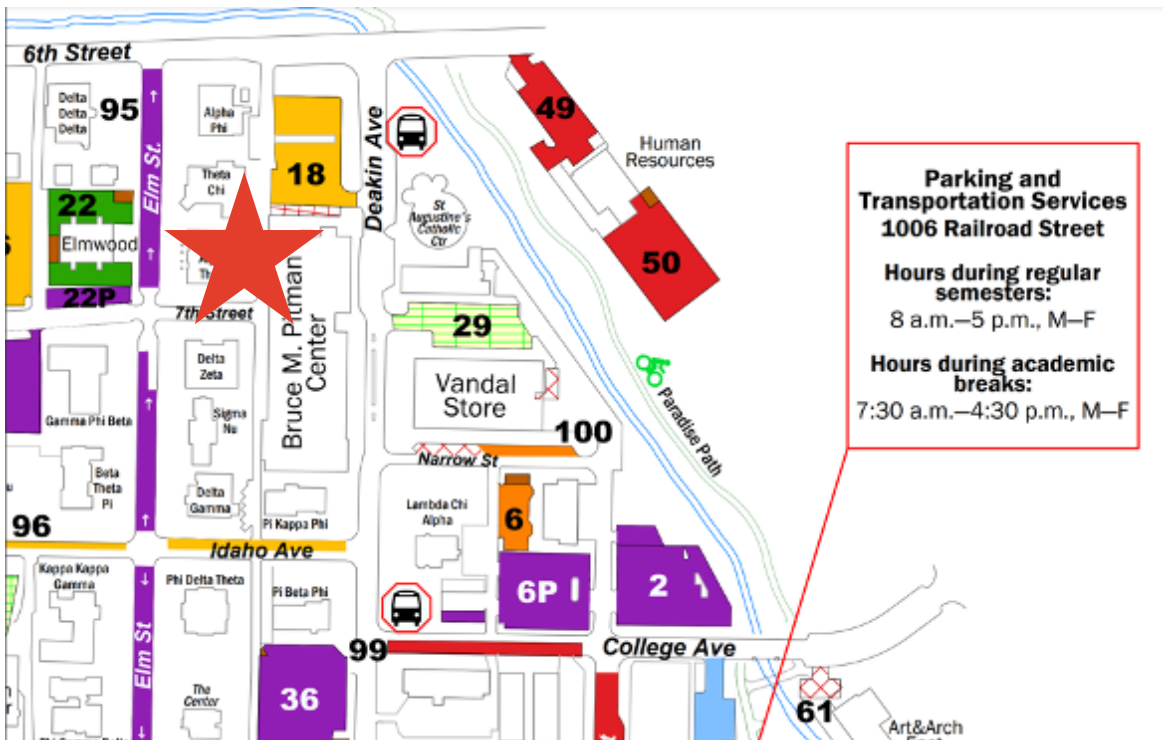 6th Street
Delta
Delta
Delta
95
Elm St.
Alpha
Phi
Theta
Chi
18
Deakin Ave
49
Human
Resources
50
St
Augustine's
Catholic
Ctr
22
Elmwood
22P
7th Street
Bruce M. Pitman
Center
29
Vandal
Store
100
Narrow St
Paradise Path
Parking and
Transportation Services
1006 Railroad Street
Hours during regular
semesters:
8 a.m.—5 p.m., M—F
Hours during academic
breaks:
7:30 a.m.—4:30 p.m., M—F
Delta
Zeta
Gamma Phi Beta
Sigma
Nu
Beta
Theta
Pi
Delta
Gamma
Pi Kappa Phi
Lambda Chi
Alpha
6
96
Idaho Ave
Kappa Kappa
Gamma
Phi Delta Theta
Pi Beta Phi
6P
2
Elm St
99
College Ave
36
The
Center
61
Art&Arch